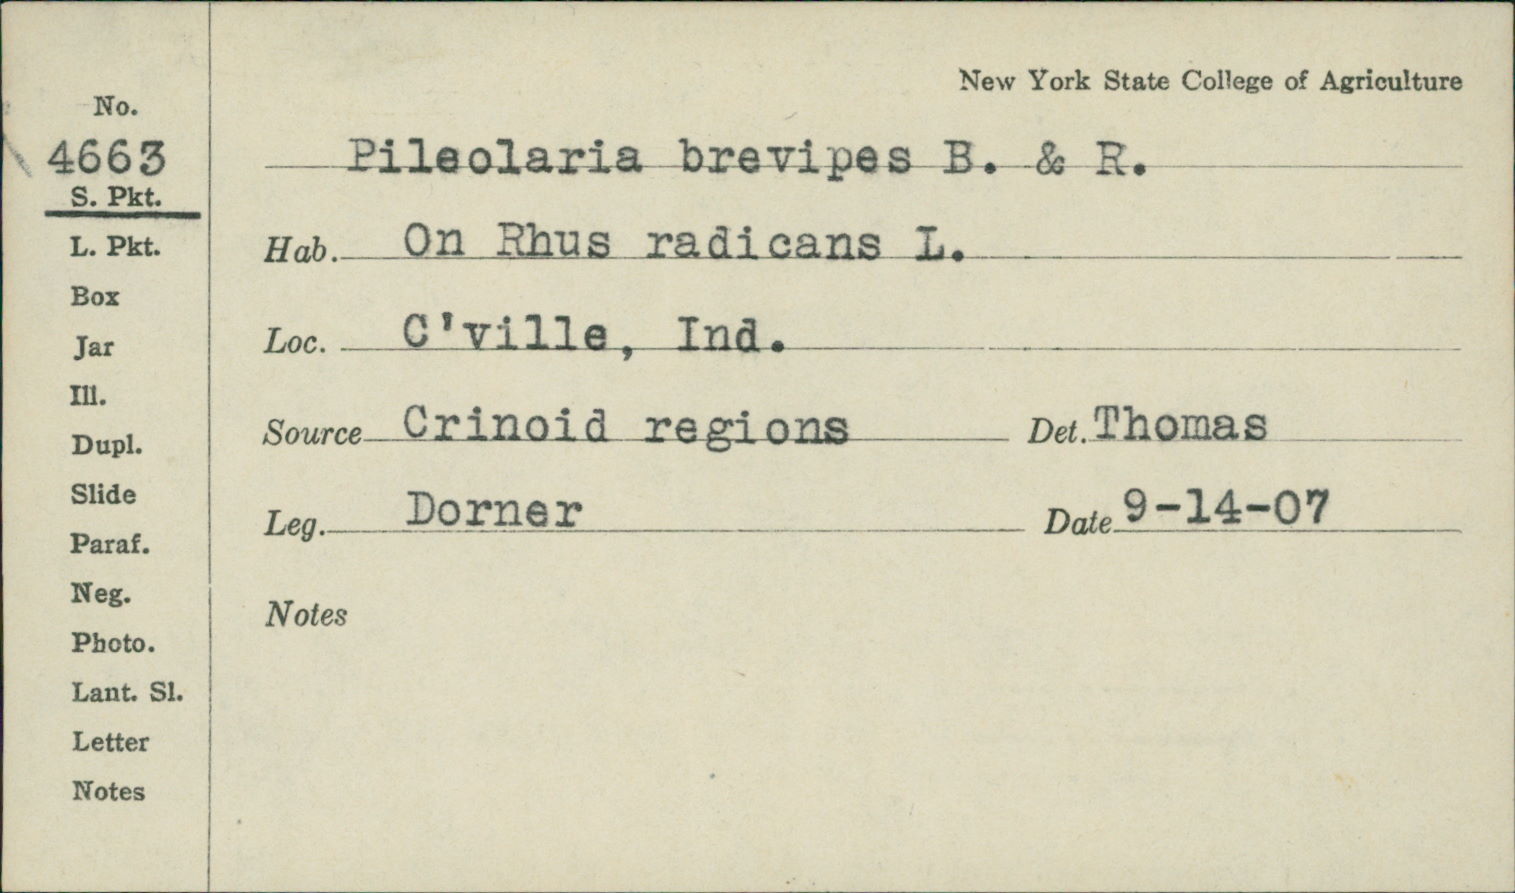 New York State College of Agriculture
No.
4663
S. Pkt.
L. Pkt.
Box
Jar
Ill.
Dupl.
Slide
Paraf.
Neg.
Photo.
Lant. Sl.
Letter
Notes
Pileolaria brevipes B. & R.
Hab. On Rhus radicans L.
Loc. C'ville, Ind.
Source Crinoid regions Det. Thomas
Leg. Dorner Date 9-14-07
Notes